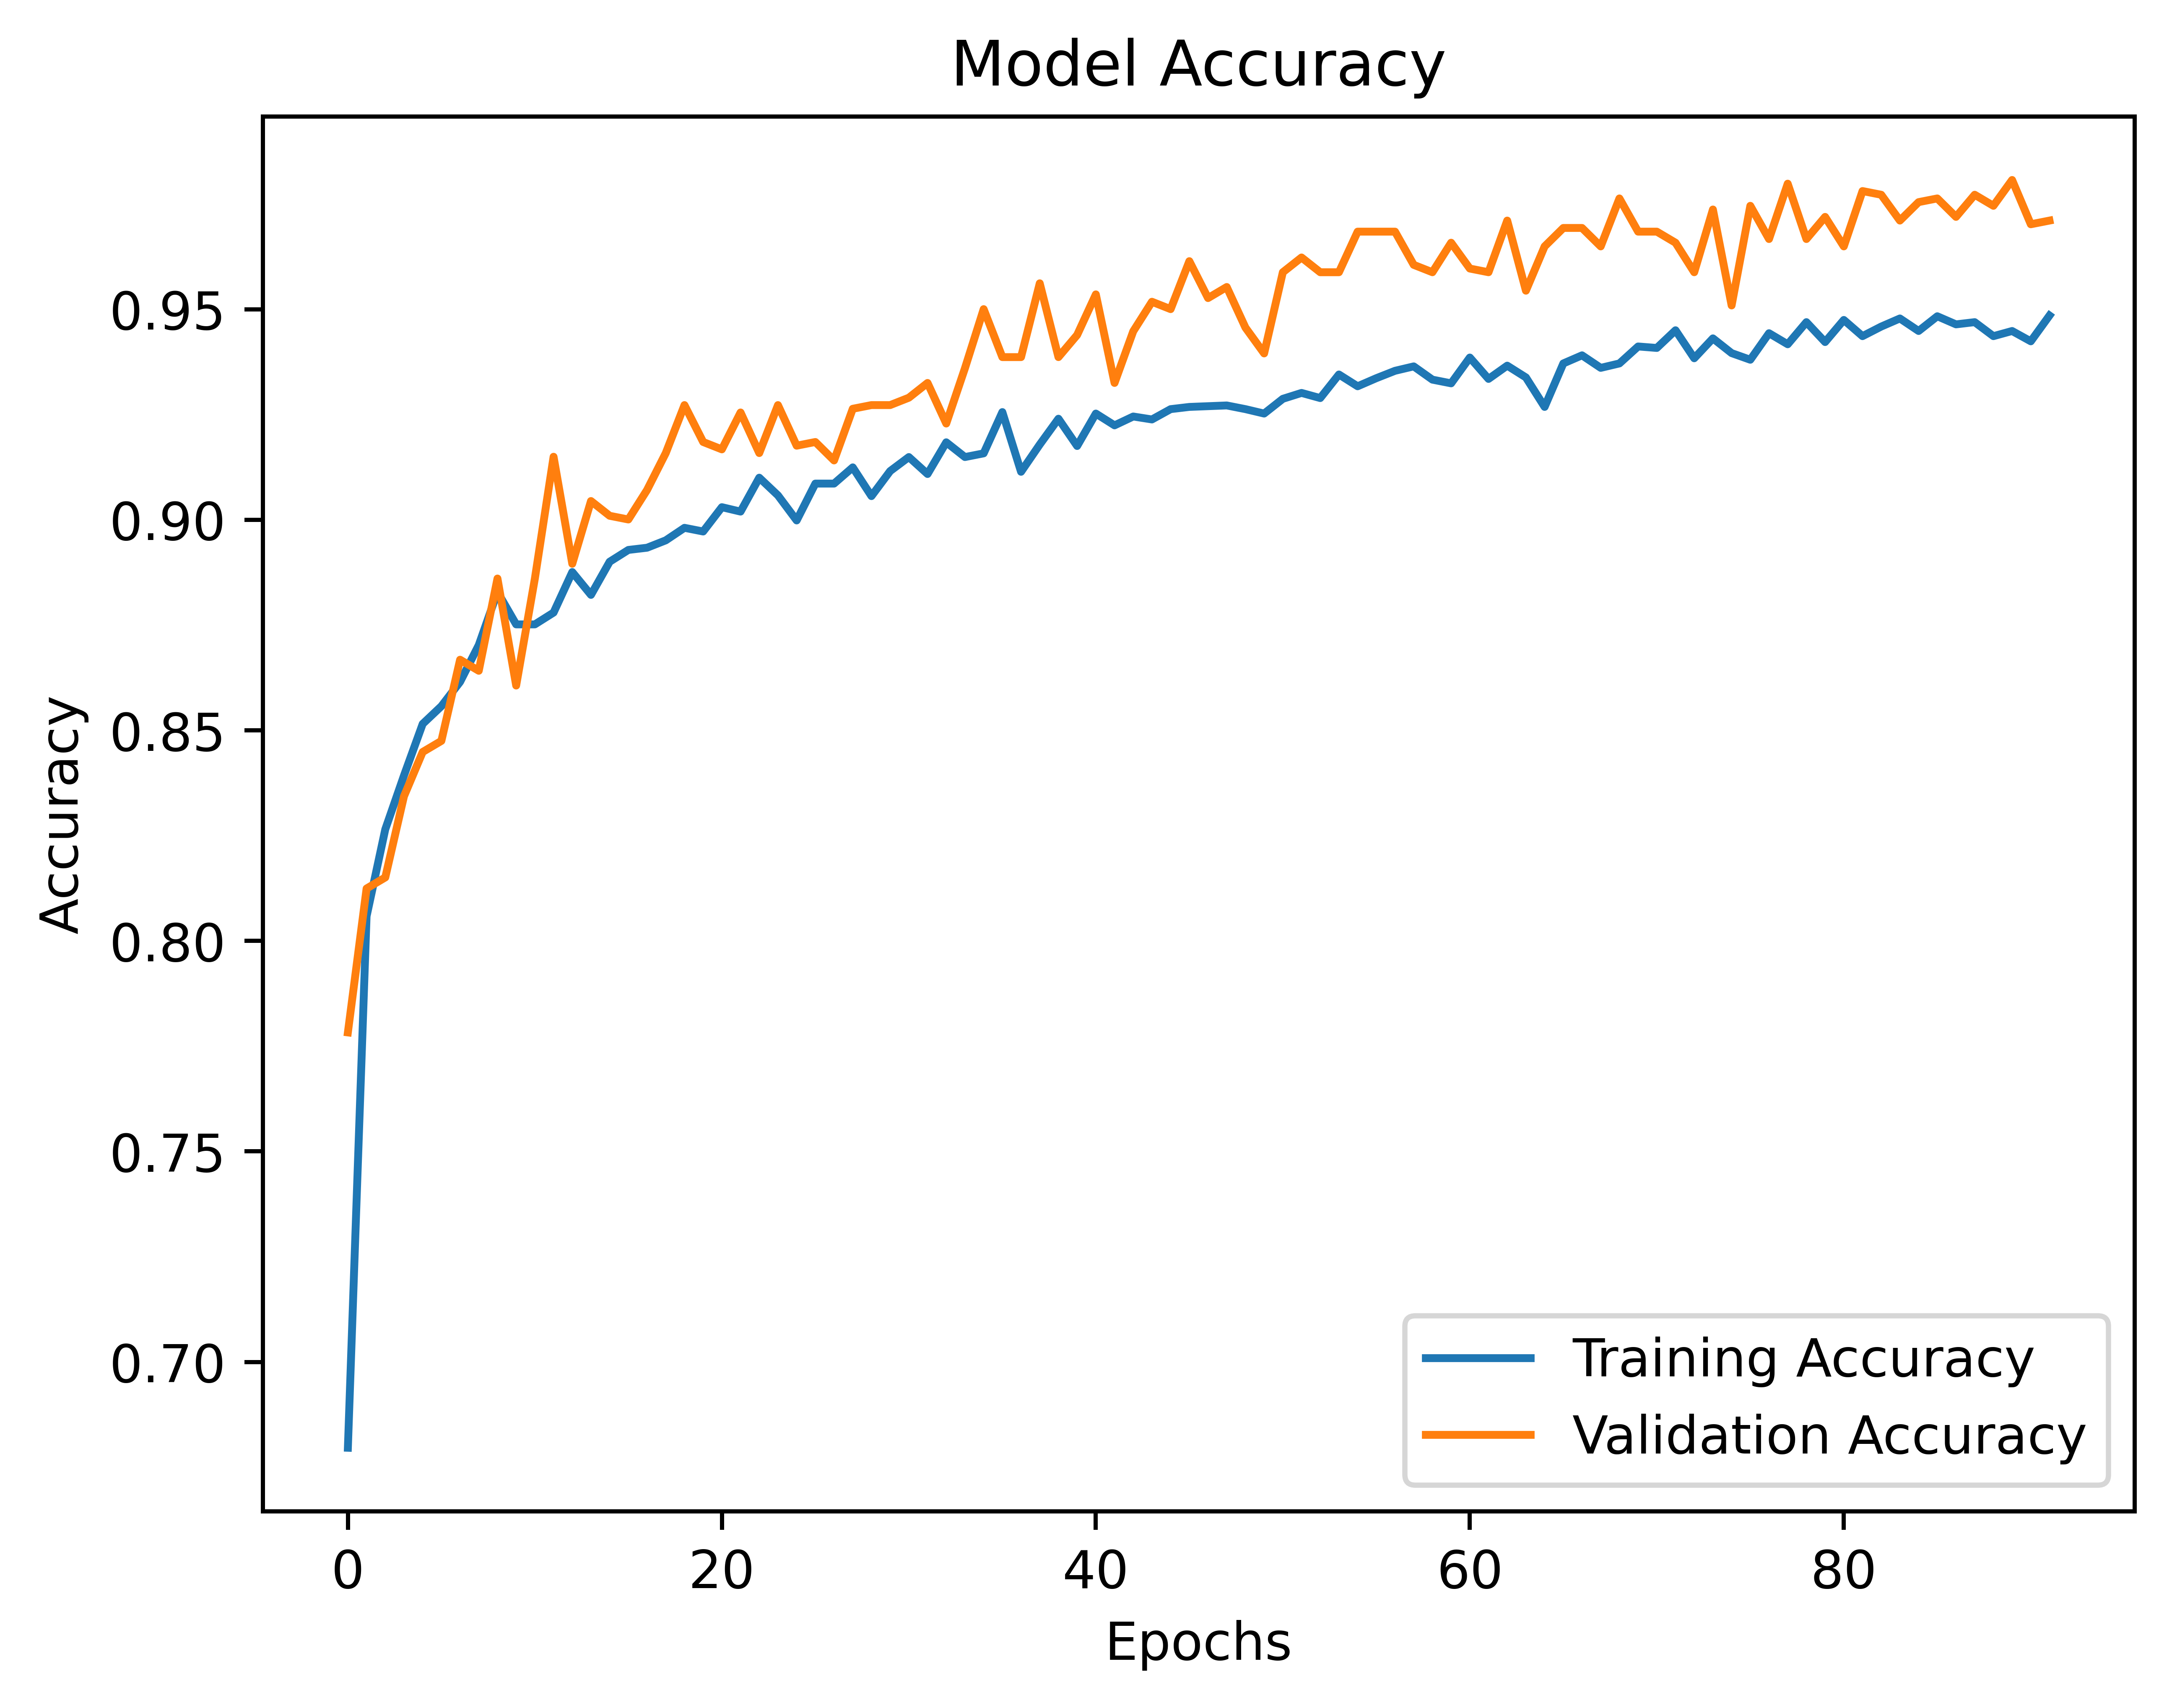 Model Accuracy
0.95
0.90
0.85
0.80
0.75
0.70
Accuracy
Training Accuracy
Validation Accuracy
0 20 40 60 80
Epochs